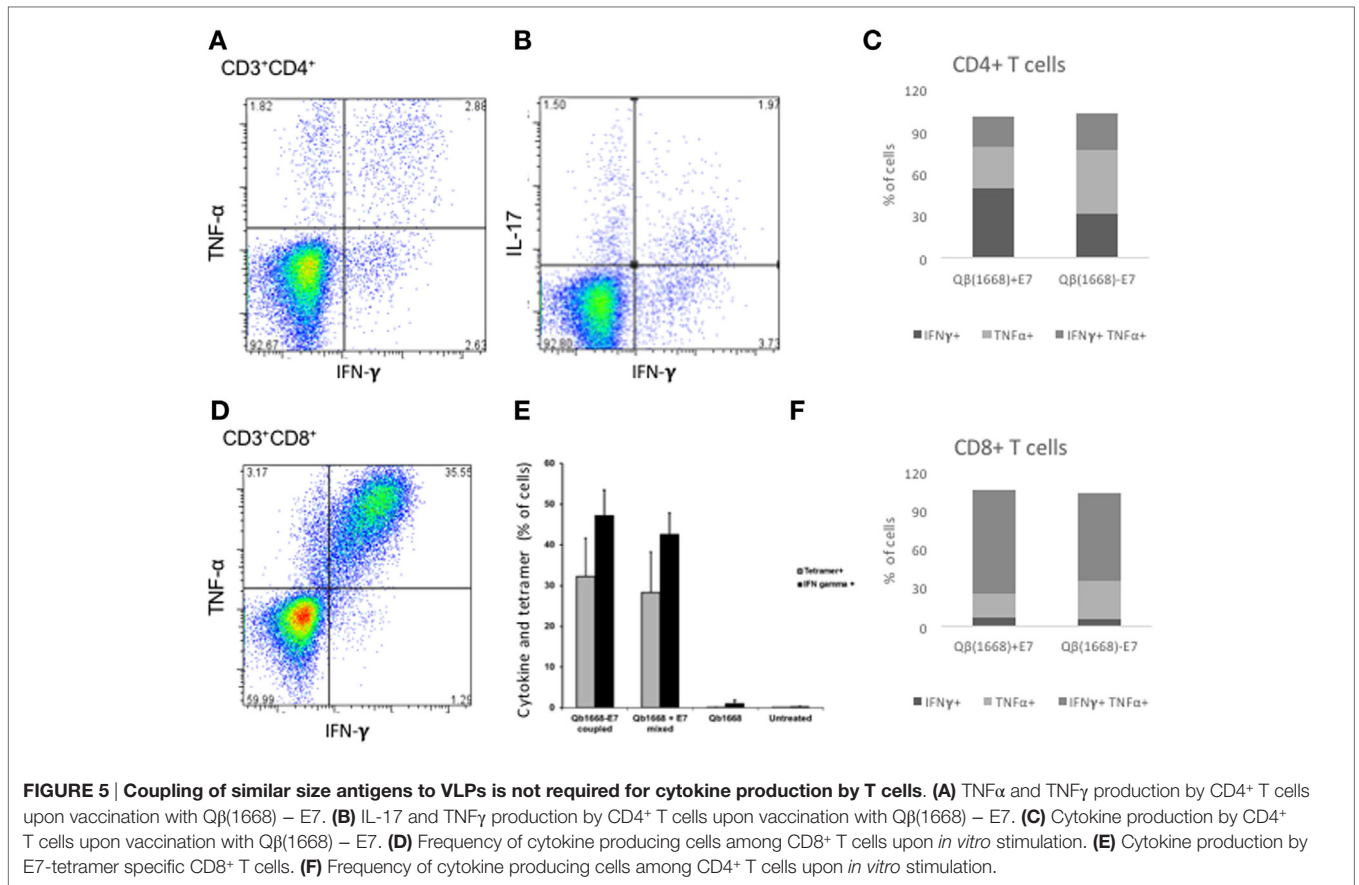 A
CD3+CD4+
1.82
2.88
92.67
2.63
TNF-α
IFN-γ
B
1.50
1.97
92.80
3.73
IL-17
IFN-γ
C
CD4+ T cells
120
90
60
30
0
% of cells
Qβ(1668)+E7
Qβ(1668)-E7
IFNγ+
TNFα+
IFNγ+ TNFα+
D
CD3+CD8+
3.17
35.55
59.99
1.29
TNF-α
IFN-γ
E
60
50
40
30
20
10
0
Cytokine and tetramer (% of cells)
Qb1668-E7
coupled
Qb1668 + E7
mixed
Qb1668
Untreated
Tetramer+
IFN gamma +
F
CD8+ T cells
120
90
60
30
0
% of cells
Qβ(1668)+E7
Qβ(1668)-E7
IFNγ+
TNFα+
IFNγ+ TNFα+
FIGURE 5 | Coupling of similar size antigens to VLPs is not required for cytokine production by T cells. (A) TNFα and TNFγ production by CD4+ T cells
upon vaccination with Qβ(1668) – E7. (B) IL-17 and TNFγ production by CD4+ T cells upon vaccination with Qβ(1668) – E7. (C) Cytokine production by CD4+
T cells upon vaccination with Qβ(1668) – E7. (D) Frequency of cytokine producing cells among CD8+ T cells upon in vitro stimulation. (E) Cytokine production by
E7-tetramer specific CD8+ T cells. (F) Frequency of cytokine producing cells among CD4+ T cells upon in vitro stimulation.